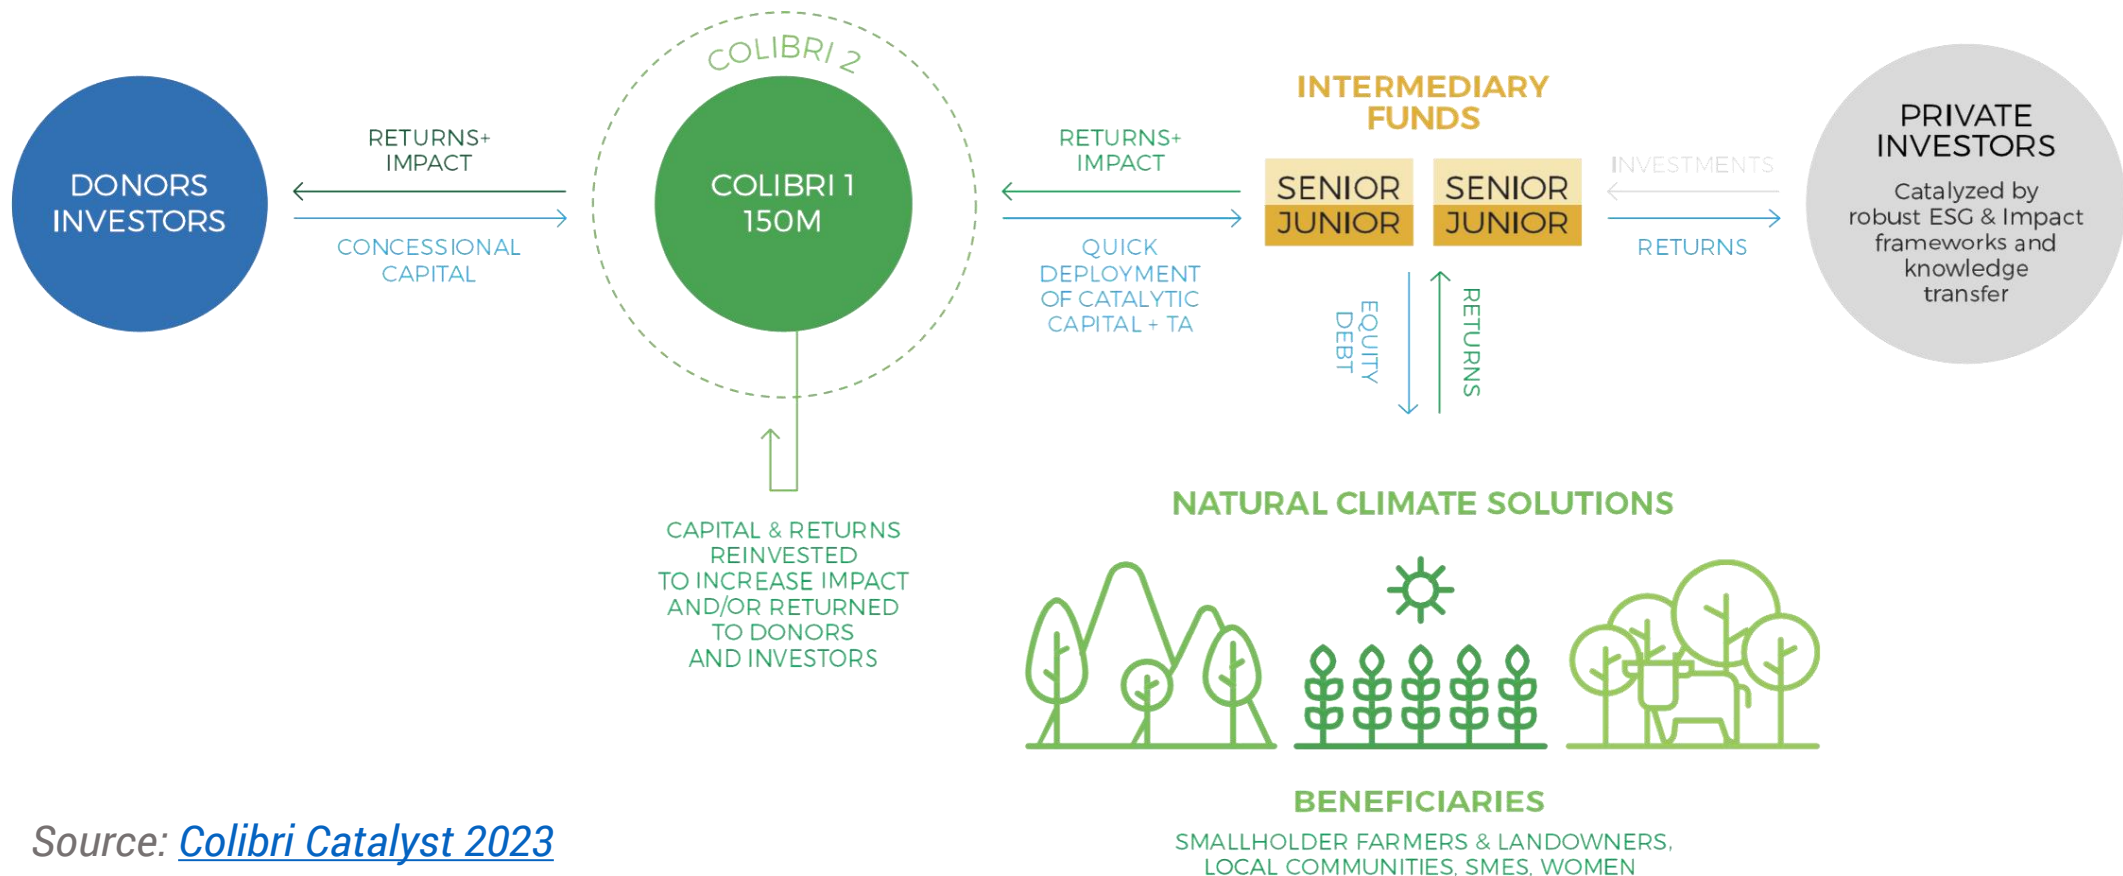 DONORS
INVESTORS
RETURNS+
IMPACT
CONCESSIONAL
CAPITAL
COLIBRI 2
COLIBRI 1
150M
CAPITAL & RETURNS
REINVESTED
TO INCREASE IMPACT
AND/OR RETURNED
TO DONORS
AND INVESTORS
RETURNS+
IMPACT
QUICK
DEPLOYMENT
OF CATALYTIC
CAPITAL + TA
INTERMEDIARY
FUNDS
SENIOR
JUNIOR
SENIOR
JUNIOR
INVESTMENTS
RETURNS
PRIVATE
INVESTORS
Catalyzed by
robust ESG & Impact
frameworks and
knowledge
transfer
EQUITY
DEBT
RETURNS
NATURAL CLIMATE SOLUTIONS
BENEFICIARIES
SMALLHOLDER FARMERS & LANDOWNERS,
LOCAL COMMUNITIES, SMES, WOMEN
Source: Colibri Catalyst 2023